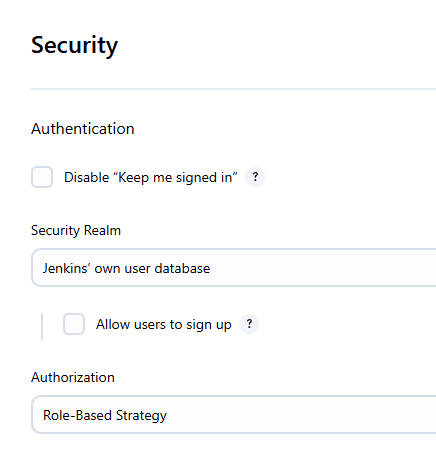 Security
Authentication
Disable “Keep me signed in” ?
Security Realm
Jenkins’ own user database
Allow users to sign up ?
Authorization
Role-Based Strategy